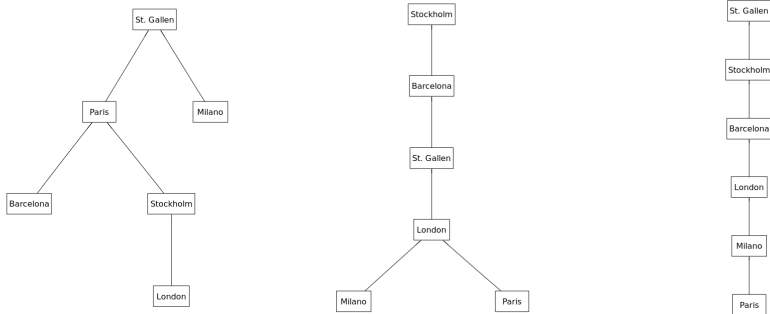 St. Gallen
Paris
Milano
Barcelona
Stockholm
London
Stockholm
Barcelona
St. Gallen
London
Milano
Paris
St. Gallen
Stockholm
Barcelona
London
Milano
Paris